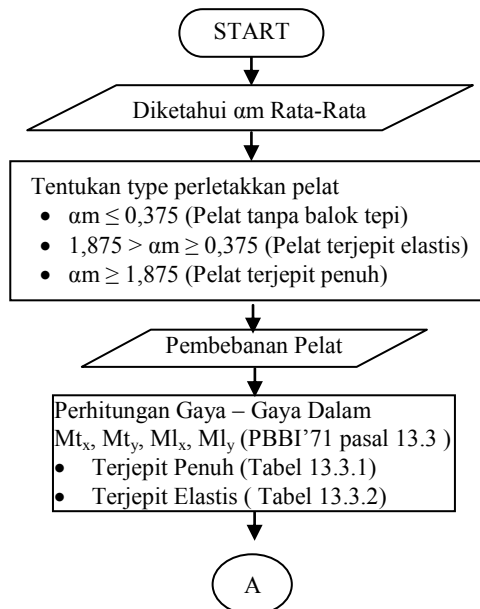 START
Diketahui αm Rata-Rata
Tentukan type perletakkan pelat
• αm ≤ 0,375 (Pelat tanpa balok tepi)
• 1,875 > αm ≥ 0,375 (Pelat terjepit elastis)
• αm ≥ 1,875 (Pelat terjepit penuh)
Pembebanan Pelat
Perhitungan Gaya – Gaya Dalam
Mtₓ, Mtᵧ, Mlₓ, Mlᵧ (PBBI’71 pasal 13.3 )
• Terjepit Penuh (Tabel 13.3.1)
• Terjepit Elastis ( Tabel 13.3.2)
A